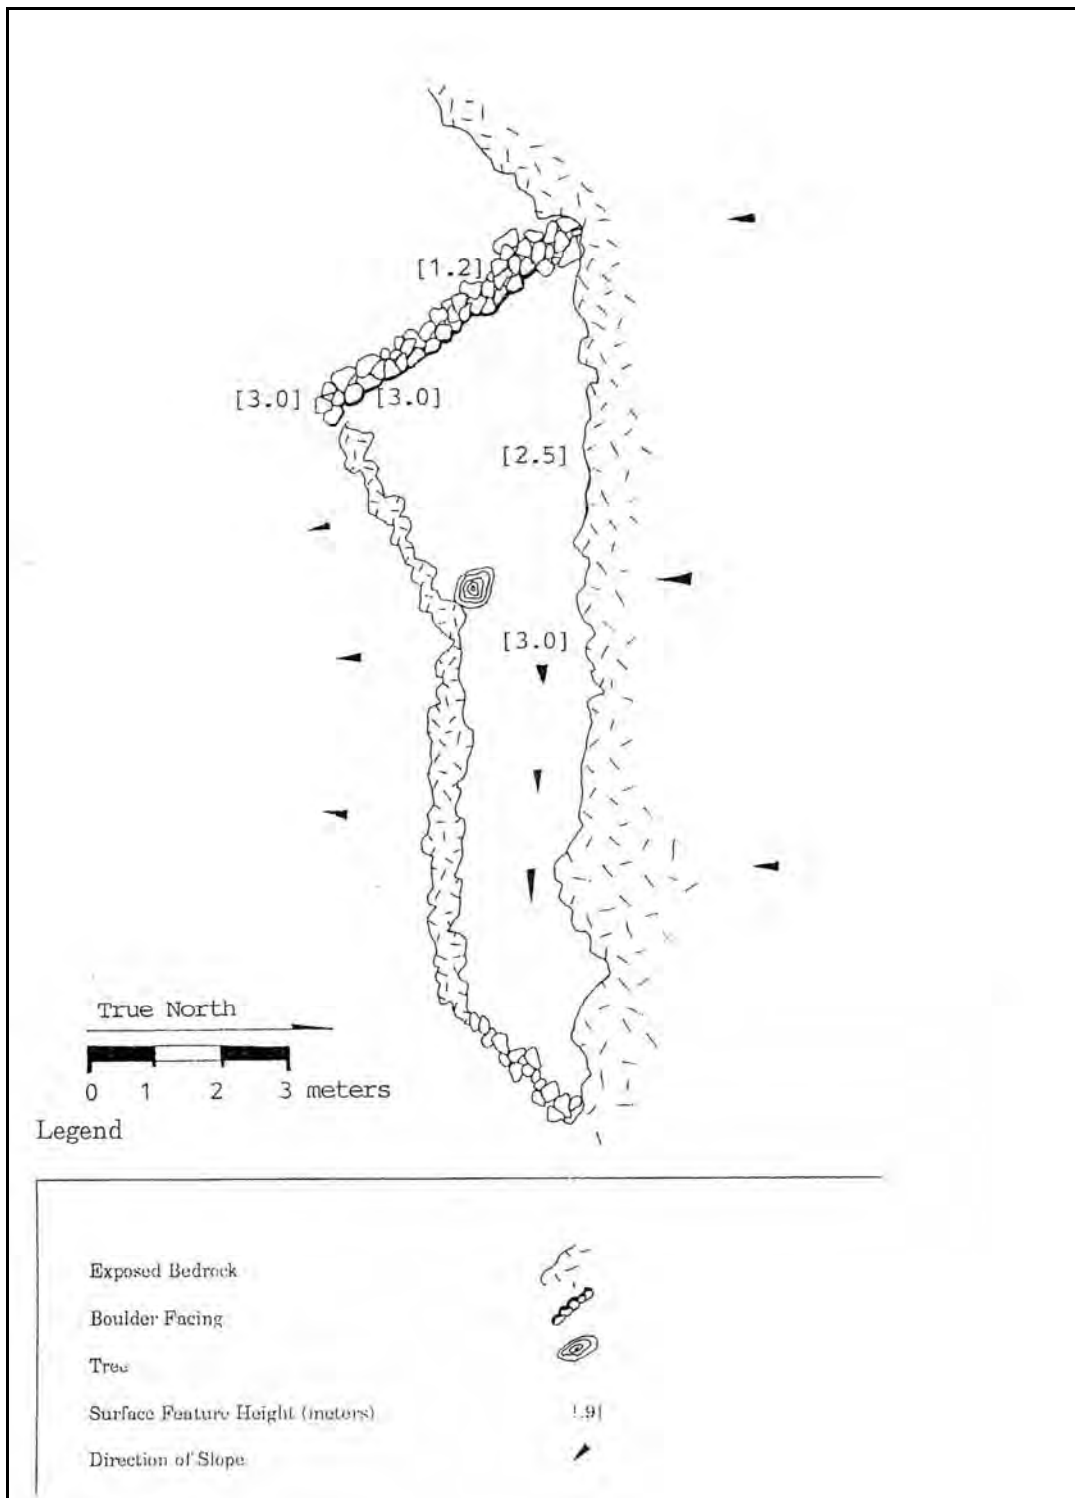 [1.2]
[3.0] [3.0]
[2.5]
[3.0]
True North
0 1 2 3 meters
Legend
Exposed Bedrock
Boulder Facing
Tree
Surface Feature Height (meters)
Direction of Slope